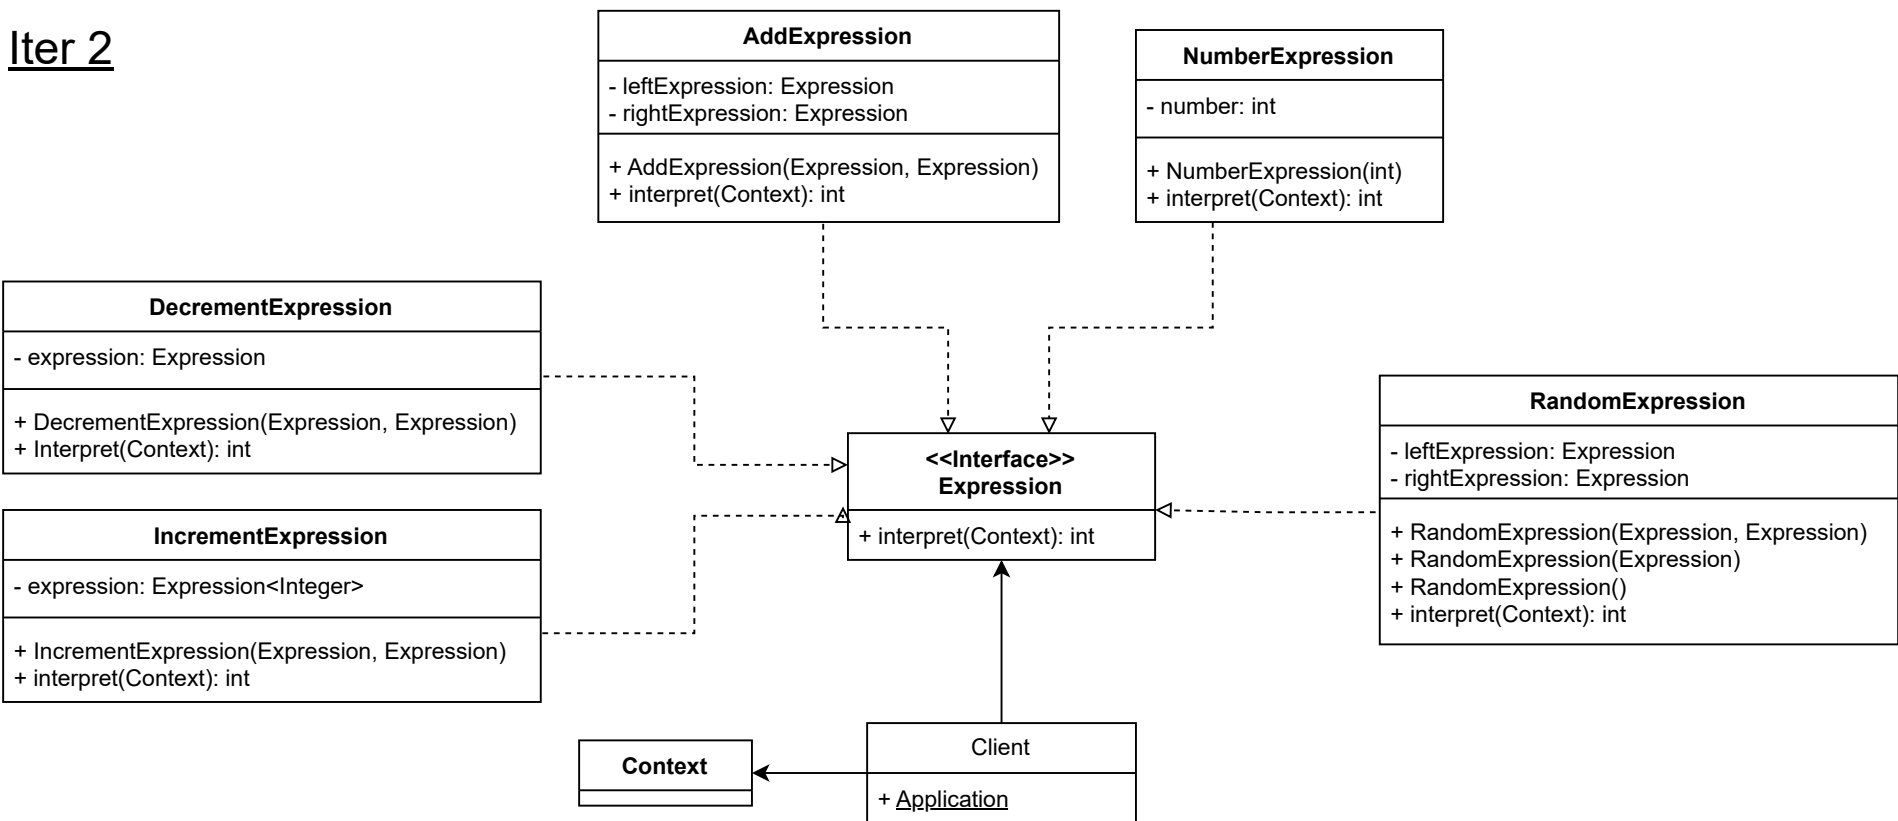 Iter 2
AddExpression
- leftExpression: Expression
- rightExpression: Expression
+ AddExpression(Expression, Expression)
+ interpret(Context): int
NumberExpression
- number: int
+ NumberExpression(int)
+ interpret(Context): int
DecrementExpression
- expression: Expression
+ DecrementExpression(Expression, Expression)
+ Interpret(Context): int
<<Interface>>
Expression
+ interpret(Context): int
RandomExpression
- leftExpression: Expression
- rightExpression: Expression
+ RandomExpression(Expression, Expression)
+ RandomExpression(Expression)
+ RandomExpression()
+ interpret(Context): int
IncrementExpression
- expression: Expression<Integer>
+ IncrementExpression(Expression, Expression)
+ interpret(Context): int
Context
Client
+ Application